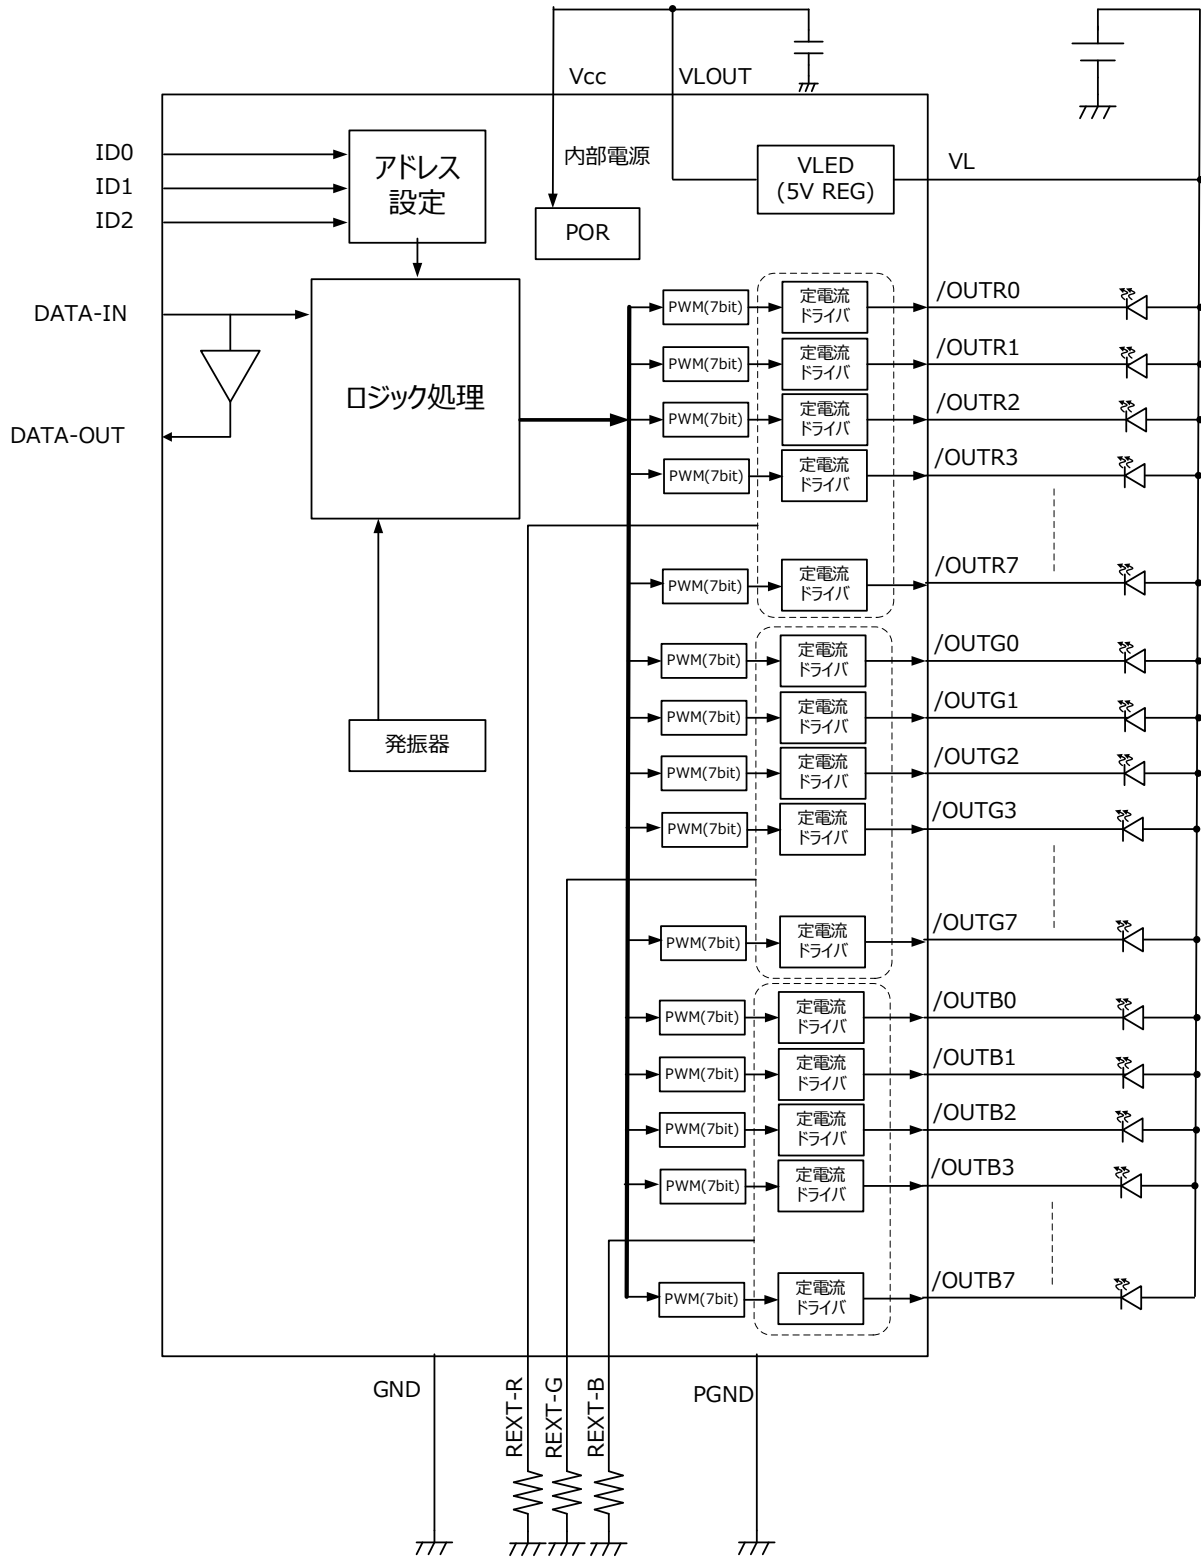 Vcc
VLOUT
ID0
ID1
ID2
アドレス
設定
内部電源
POR
VLED
(5V REG)
VL
DATA-IN
DATA-OUT
ロジック処理
発振器
PWM(7bit)
定電流
ドライバ
/OUTR0
PWM(7bit)
定電流
ドライバ
/OUTR1
PWM(7bit)
定電流
ドライバ
/OUTR2
PWM(7bit)
定電流
ドライバ
/OUTR3
PWM(7bit)
定電流
ドライバ
/OUTR7
PWM(7bit)
定電流
ドライバ
/OUTG0
PWM(7bit)
定電流
ドライバ
/OUTG1
PWM(7bit)
定電流
ドライバ
/OUTG2
PWM(7bit)
定電流
ドライバ
/OUTG3
PWM(7bit)
定電流
ドライバ
/OUTG7
PWM(7bit)
定電流
ドライバ
/OUTB0
PWM(7bit)
定電流
ドライバ
/OUTB1
PWM(7bit)
定電流
ドライバ
/OUTB2
PWM(7bit)
定電流
ドライバ
/OUTB3
PWM(7bit)
定電流
ドライバ
/OUTB7
GND
REXT-R
REXT-G
REXT-B
PGND